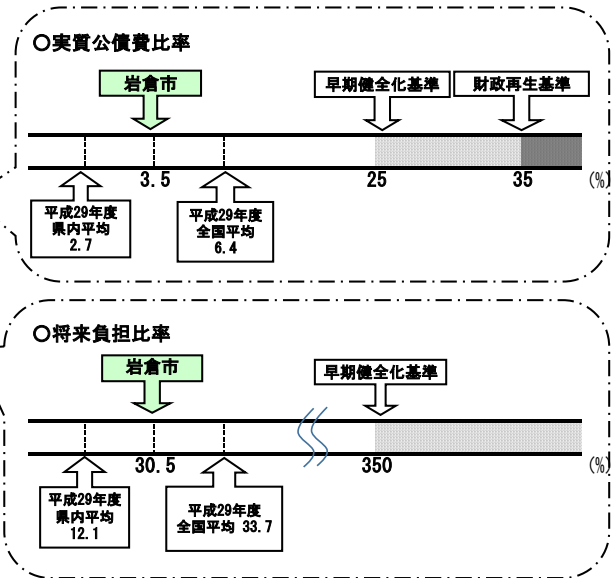 ○実質公債費比率
岩倉市
早期健全化基準
財政再生基準
3.5
25
35
(%)
平成29年度
県内平均
2.7
平成29年度
全国平均
6.4
○将来負担比率
岩倉市
早期健全化基準
30.5
350
(%)
平成29年度
県内平均
12.1
平成29年度
全国平均 33.7